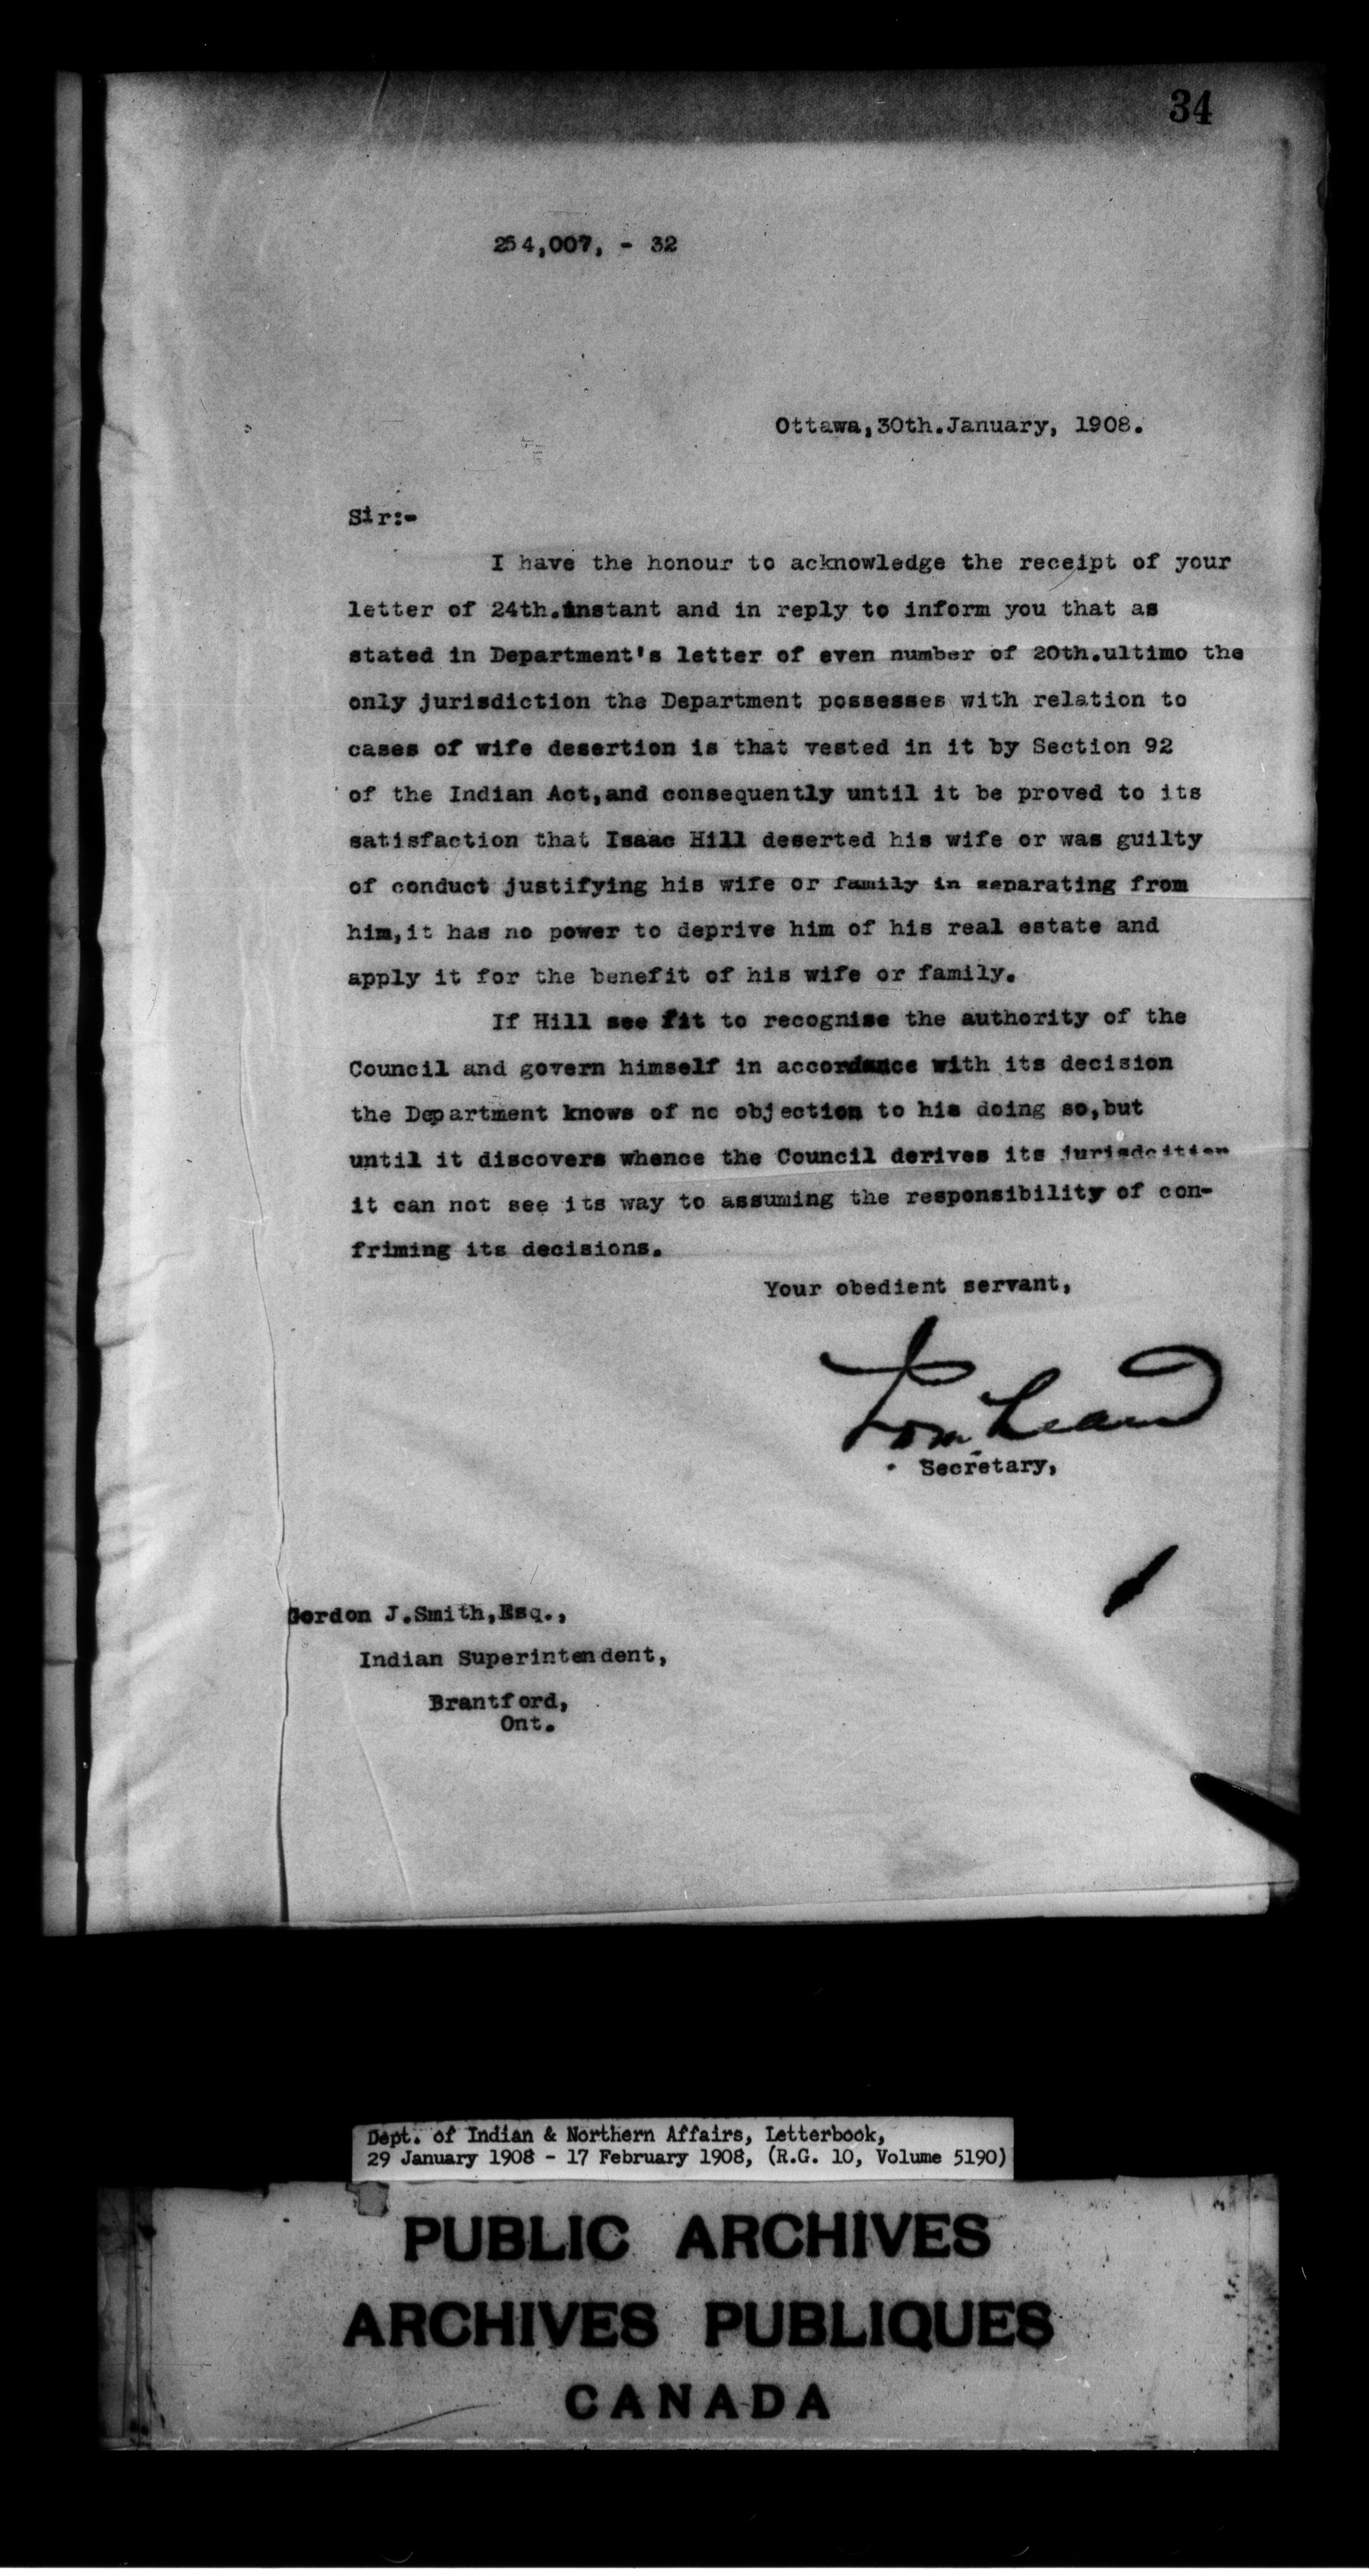 34
254,007, - 32
Ottawa,30th.January, 1908.
Sir:-
I have the honour to acknowledge the receipt of your
letter of 24th.instant and in reply to inform you that as
stated in Department's letter of even number of 20th.ultimo the
only jurisdiction the Department possesses with relation to
cases of wife desertion is that vested in it by Section 92
of the Indian Act,and consequently until it be proved to its
satisfaction that Isaac Hill deserted his wife or was guilty
of conduct justifying his wife or family in separating from
him,it has no power to deprive him of his real estate and
apply it for the benefit of his wife or family.
If Hill see fit to recognise the authority of the
Council and govern himself in accordance with its decision
the Department knows of no objection to his doing so,but
until it discovers whence the Council derives its jurisdcition
it can not see its way to assuming the responsibility of con-
friming its decisions.
Your obedient servant,
Secretary,
Gordon J.Smith,Esq.,
Indian Superintendent,
Brantford,
Ont.
Dept. of Indian & Northern Affairs, Letterbook,
29 January 1908 - 17 February 1908, (R.G. 10, Volume 5190)
PUBLIC ARCHIVES
ARCHIVES PUBLIQUES
CANADA